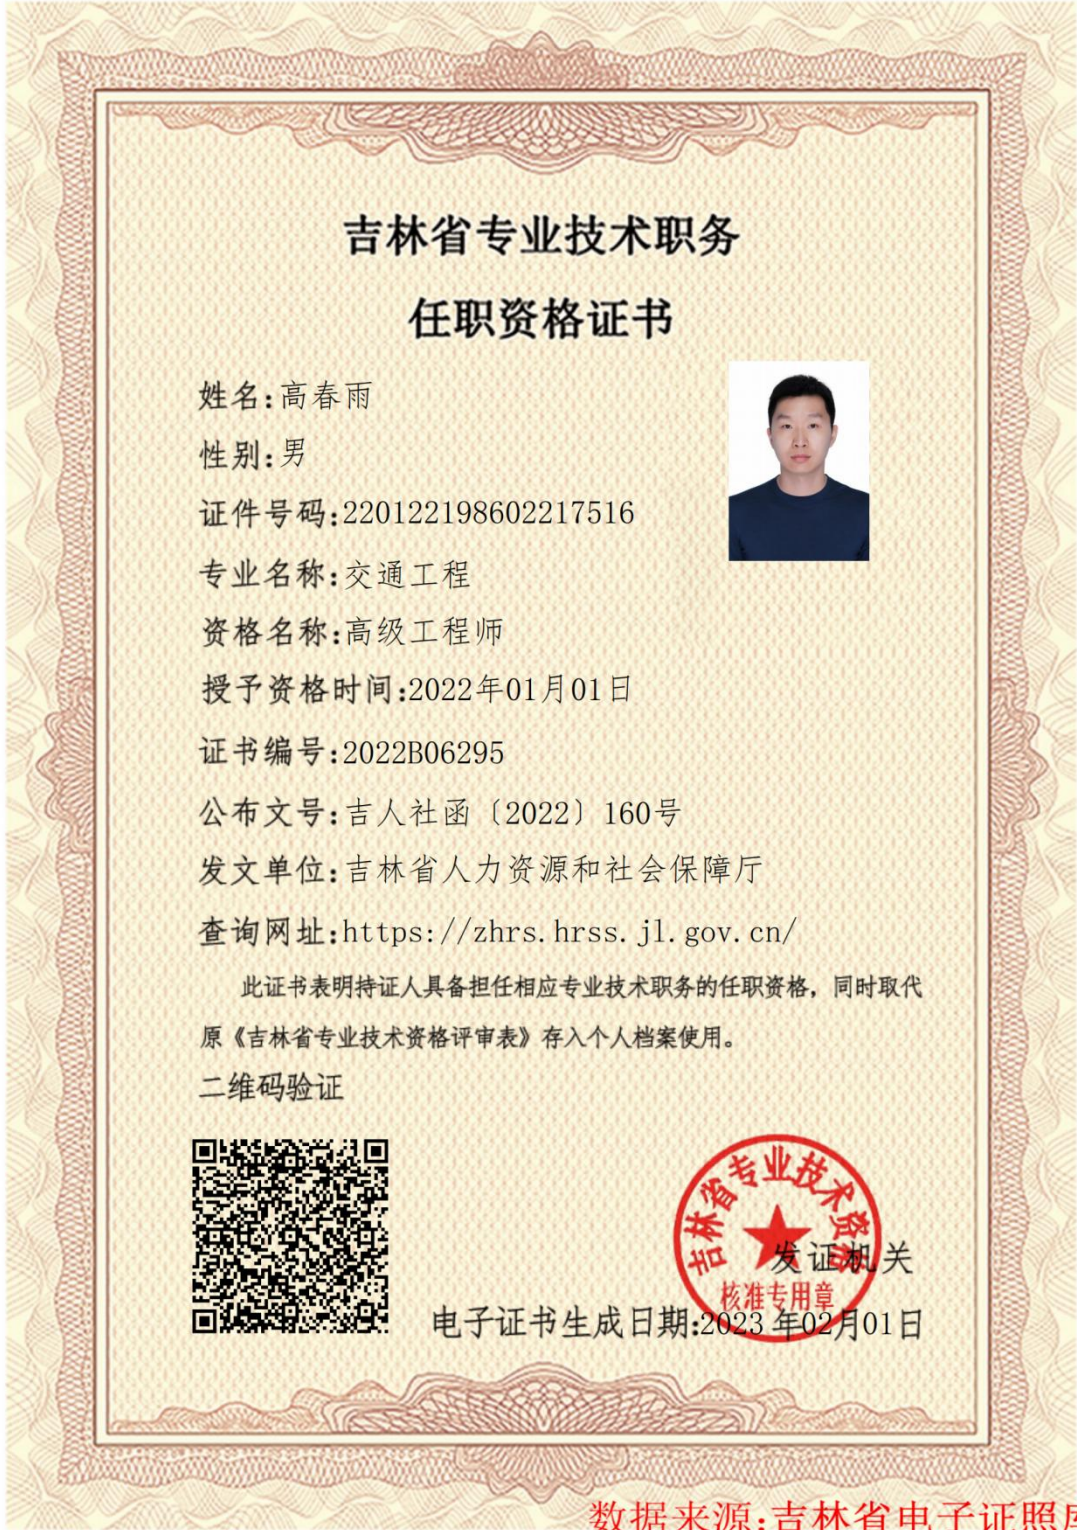 吉林省专业技术职务
任职资格证书
姓名:高春雨
性别:男
证件号码:220122198602217516
专业名称:交通工程
资格名称:高级工程师
授予资格时间:2022年01月01日
证书编号:2022B06295
公布文号:吉人社函〔2022〕160号
发文单位:吉林省人力资源和社会保障厅
查询网址:https://zhrs.hrss.jl.gov.cn/
此证书表明持证人具备担任相应专业技术职务的任职资格，同时取代
原《吉林省专业技术资格评审表》存入个人档案使用。
二维码验证
吉林省专业技术资格
核准专用章
发证机关
电子证书生成日期:2023年02月01日
数据来源:吉林省电子证照库